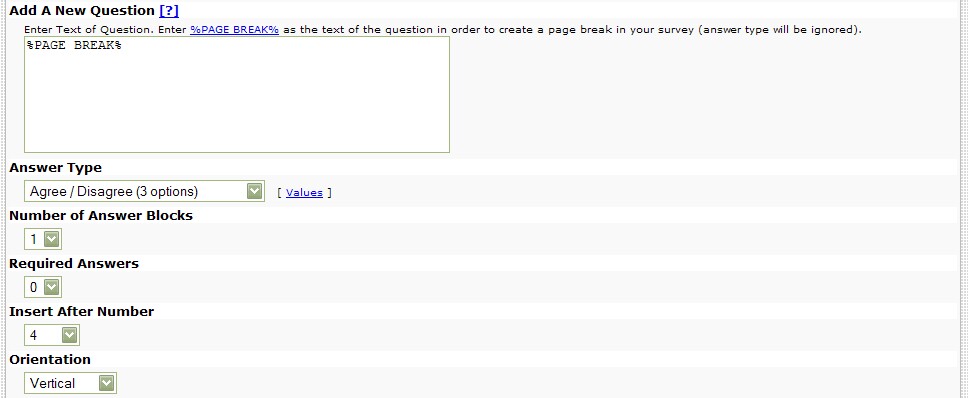 Add A New Question [?]
Enter Text of Question. Enter %PAGE BREAK% as the text of the question in order to create a page break in your survey (answer type will be ignored).
%PAGE BREAK%
Answer Type
Agree / Disagree (3 options) [ Values ]
Number of Answer Blocks
1
Required Answers
0
Insert After Number
4
Orientation
Vertical